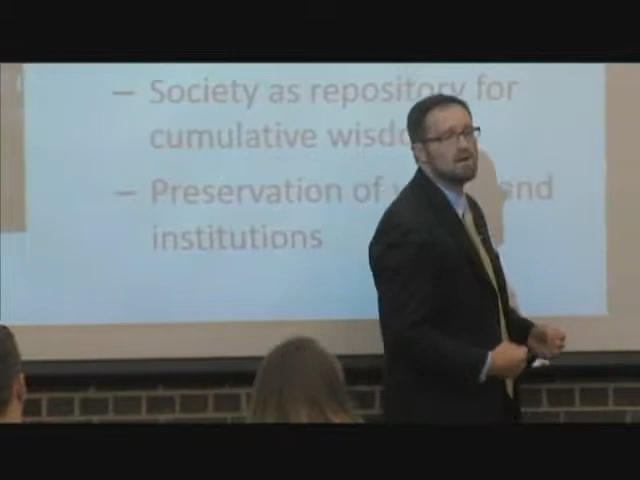 – Society as repository for
cumulative
– Preservation of and
institutions